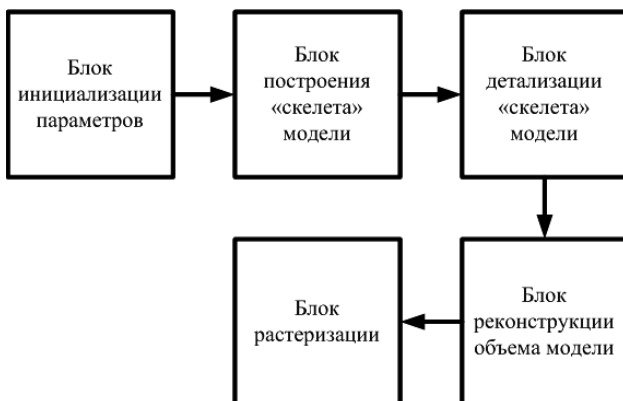 Блок
инициализации
параметров
Блок
построения
«скелета»
модели
Блок
детализации
«скелета»
модели
Блок
растеризации
Блок
реконструкции
объема модели